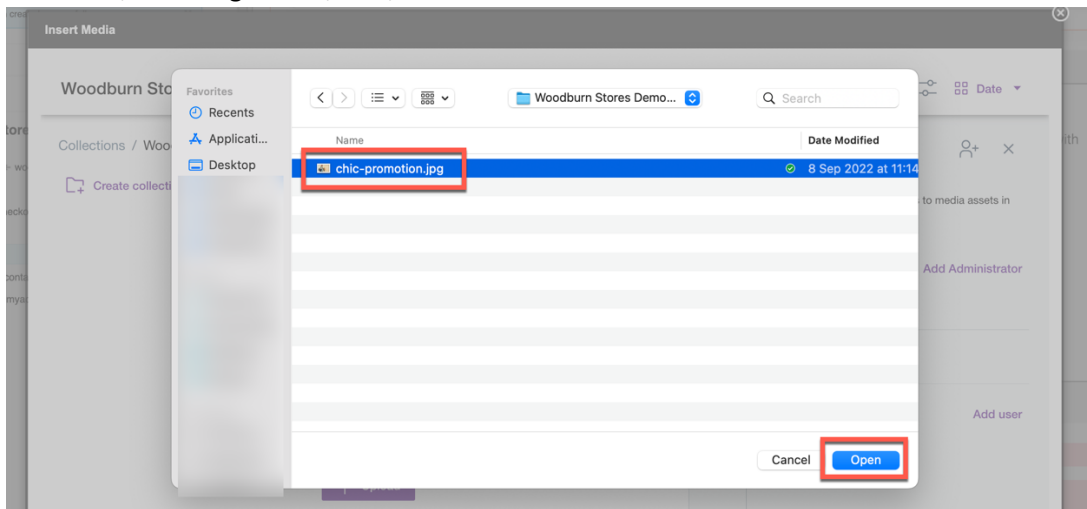 Insert Media
Woodburn Sto
Date
Collections / Woo
Create collecti
to media assets in
Add Administrator
Add user
Favorites
Recents
Applicati...
Desktop
Woodburn Stores Demo...
Search
Name
Date Modified
chic-promotion.jpg
8 Sep 2022 at 11:14
Cancel
Open